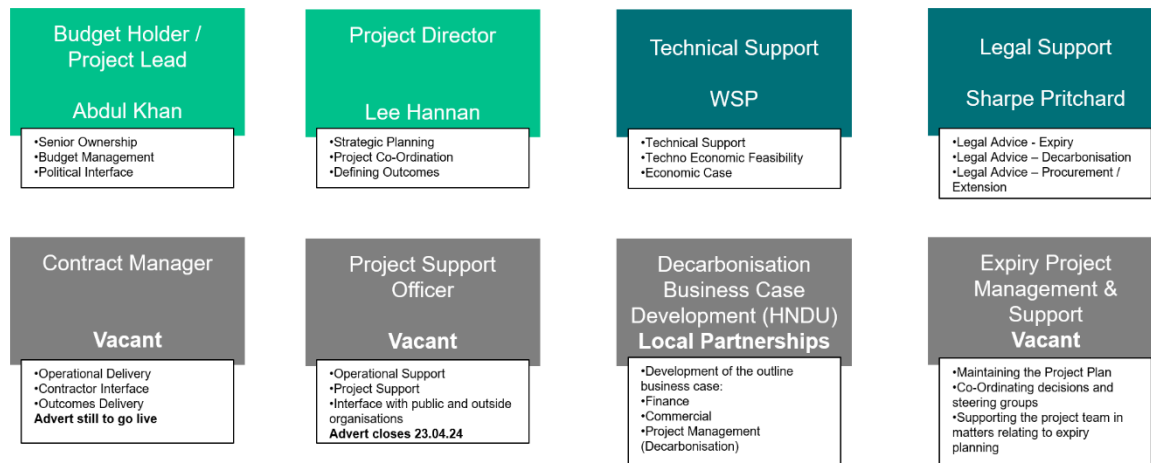 Budget Holder /
Project Lead
Abdul Khan
•Senior Ownership
•Budget Management
•Political Interface
Project Director
Lee Hannan
•Strategic Planning
•Project Co-Ordination
•Defining Outcomes
Technical Support
WSP
•Technical Support
•Techno Economic Feasibility
•Economic Case
Legal Support
Sharpe Pritchard
•Legal Advice - Expiry
•Legal Advice – Decarbonisation
•Legal Advice – Procurement /
Extension
Contract Manager
Vacant
•Operational Delivery
•Contractor Interface
•Outcomes Delivery
Advert still to go live
Project Support
Officer
Vacant
•Operational Support
•Project Support
•Interface with public and outside
organisations
Advert closes 23.04.24
Decarbonisation
Business Case
Development (HNDU)
Local Partnerships
•Development of the outline
business case:
•Finance
•Commercial
•Project Management
(Decarbonisation)
Expiry Project
Management &
Support
Vacant
•Maintaining the Project Plan
•Co-Ordinating decisions and
steering groups
•Supporting the project team in
matters relating to expiry
planning